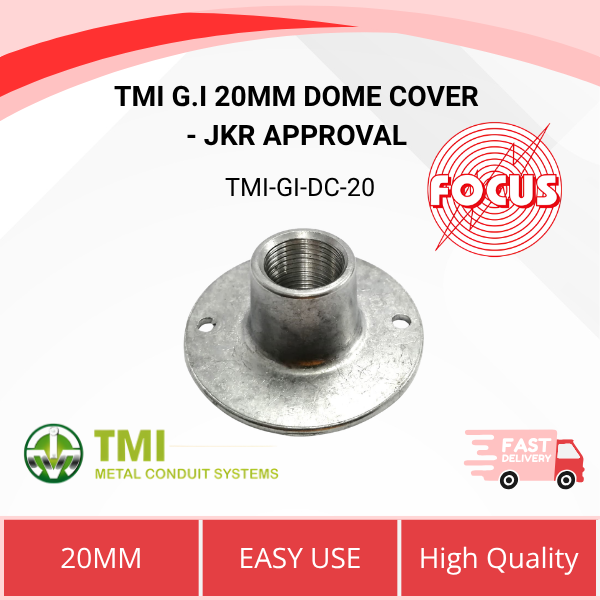 TMI G.I 20MM DOME COVER
- JKR APPROVAL
TMI-GI-DC-20
FOCUS
TMI
METAL CONDUIT SYSTEMS
FAST
DELIVERY
20MM
EASY USE
High Quality